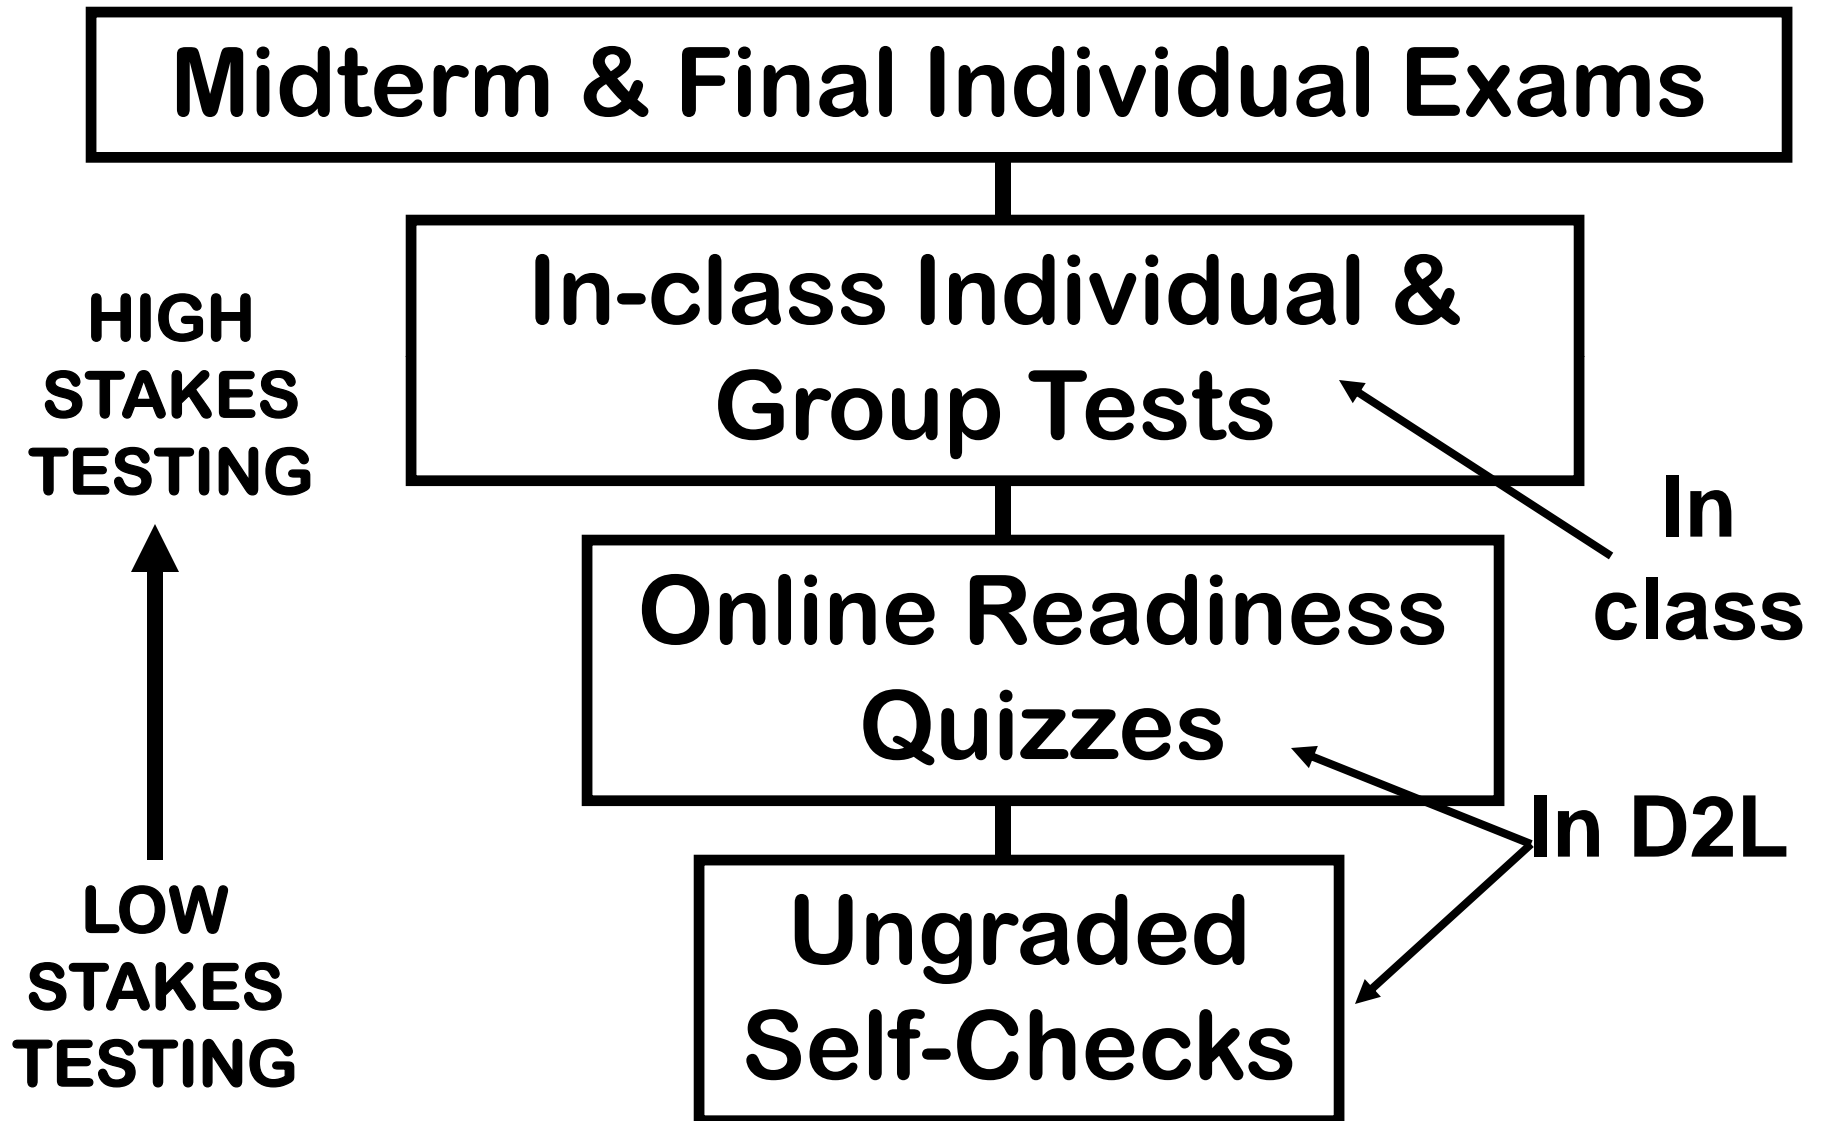 Midterm & Final Individual Exams
In-class Individual &
Group Tests
HIGH
STAKES
TESTING
In
class
Online Readiness
Quizzes
In D2L
LOW
STAKES
TESTING
Ungraded
Self-Checks